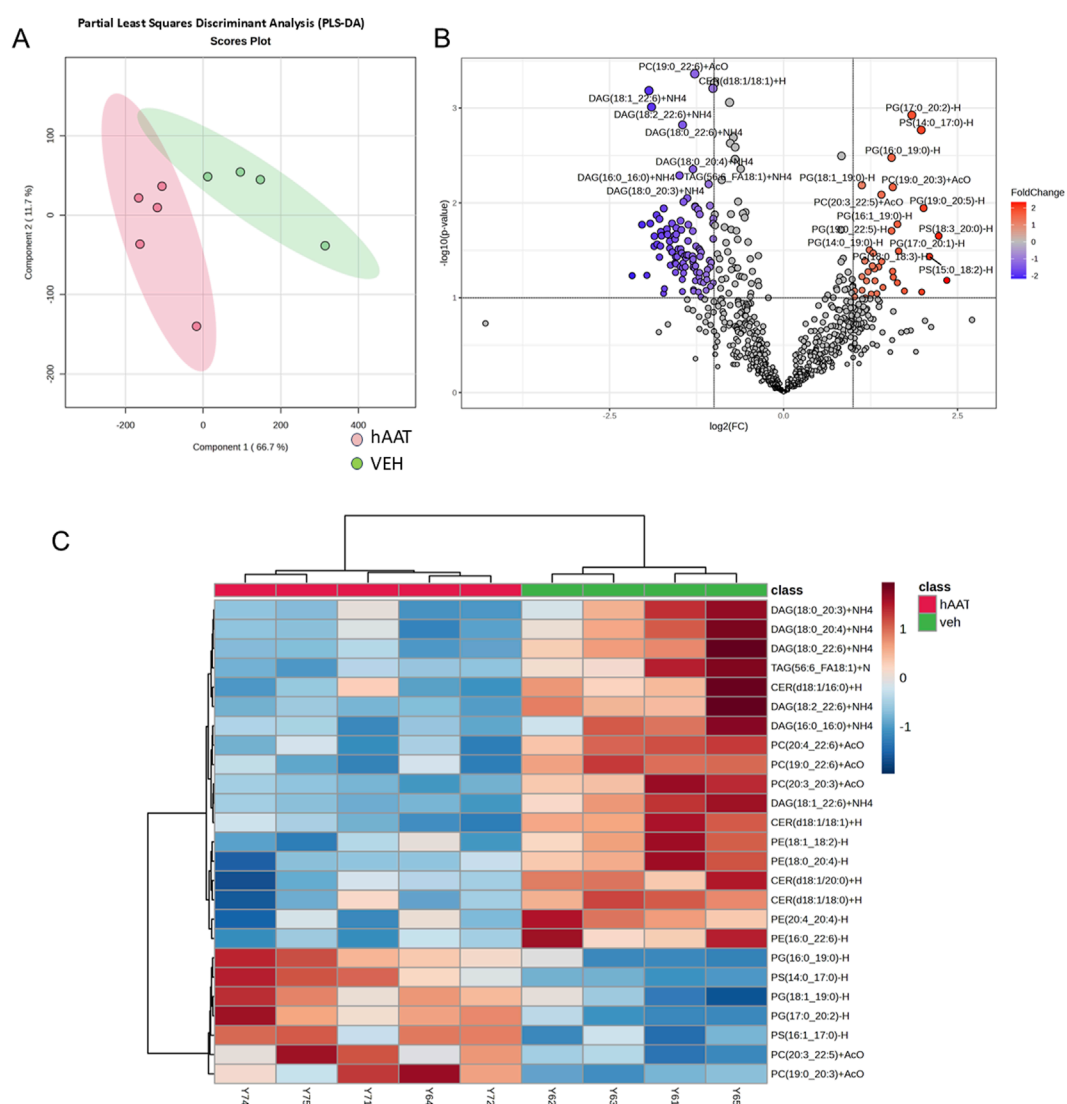 Partial Least Squares Discriminant Analysis (PLS-DA)
A
Scores Plot
Component 2 ( 11.7 %)
100
0
-100
-200
-200
0
200
400
Component 1 ( 66.7 %)
hAAT
VEH
B
-log10(p-value)
3
2
1
0
-2.5
0.0
2.5
log2(FC)
PC(19:0_22:6)+AcO
CER(d18:1/18:1)+H
DAG(18:1_22:6)+NH4
DAG(18:2_22:6)+NH4
DAG(18:0_22:6)+NH4
DAG(18:0_20:4)+NH4
DAG(16:0_16:0)+NH4
TAG(56:6_FA18:1)+NH4
DAG(18:0_20:3)+NH4
PG(17:0_20:2)-H
PS(14:0_17:0)-H
PG(16:0_19:0)-H
PG(18:1_19:0)-H
PC(19:0_20:3)+AcO
PC(20:3_22:5)+AcO
PG(19:0_20:5)-H
PG(16:1_19:0)-H
PG(19:0_22:5)-H
PS(18:3_20:0)-H
PG(14:0_19:0)-H
PG(17:0_20:1)-H
PG(18:0_18:3)-H
PS(15:0_18:2)-H
FoldChange
2
1
0
-1
-2
C
class
DAG(18:0_20:3)+NH4
DAG(18:0_20:4)+NH4
DAG(18:0_22:6)+NH4
TAG(56:6_FA18:1)+N
CER(d18:1/16:0)+H
DAG(18:2_22:6)+NH4
DAG(16:0_16:0)+NH4
PC(20:4_22:6)+AcO
PC(19:0_22:6)+AcO
PC(20:3_20:3)+AcO
DAG(18:1_22:6)+NH4
CER(d18:1/18:1)+H
PE(18:1_18:2)-H
PE(18:0_20:4)-H
CER(d18:1/20:0)+H
CER(d18:1/18:0)+H
PE(20:4_20:4)-H
PE(16:0_22:6)-H
PG(16:0_19:0)-H
PS(14:0_17:0)-H
PG(18:1_19:0)-H
PG(17:0_20:2)-H
PS(16:1_17:0)-H
PC(20:3_22:5)+AcO
PC(19:0_20:3)+AcO
1
0
-1
class
hAAT
veh